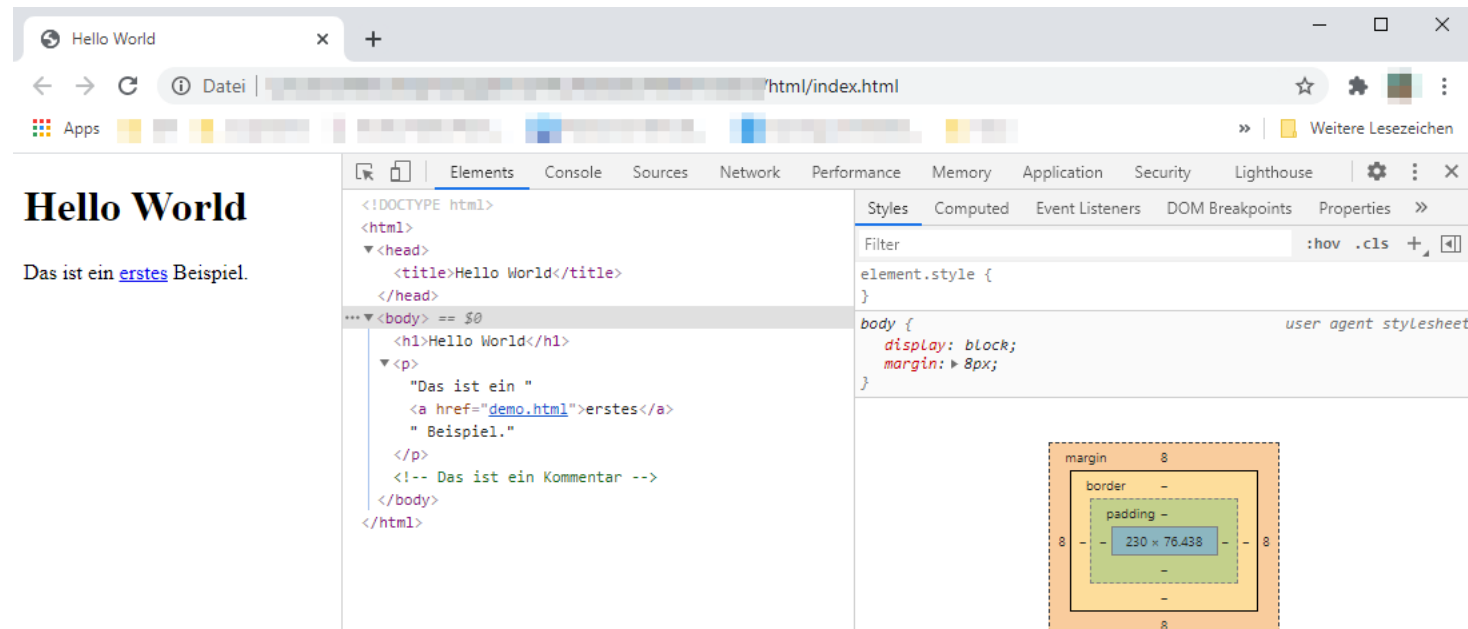 Hello World
Datei
/html/index.html
Apps
» Weitere Lesezeichen
Hello World
Das ist ein erstes Beispiel.
Elements Console Sources Network Performance Memory Application Security Lighthouse
<!DOCTYPE html>
<html>
<head>
<title>Hello World</title>
</head>
<body> == $0
<h1>Hello World</h1>
<p>
"Das ist ein "
<a href="demo.html">erstes</a>
" Beispiel."
</p>
<!-- Das ist ein Kommentar -->
</body>
</html>
Styles Computed Event Listeners DOM Breakpoints Properties »
Filter :hov .cls +
element.style {
}
body { user agent stylesheet
display: block;
margin: 8px;
}
margin 8
border –
padding –
8 – – 230 × 76.438 – – 8
–
–
8